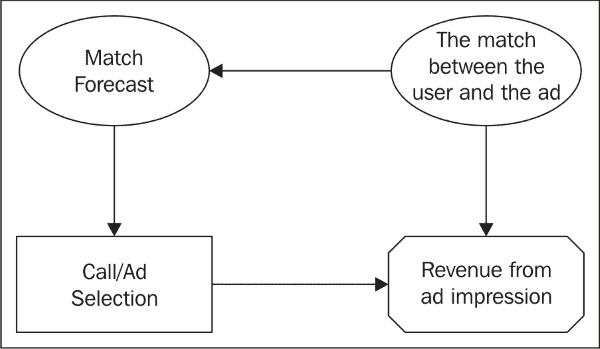 Match
Forecast
The match
between the
user and the ad
Call/Ad
Selection
Revenue from
ad impression